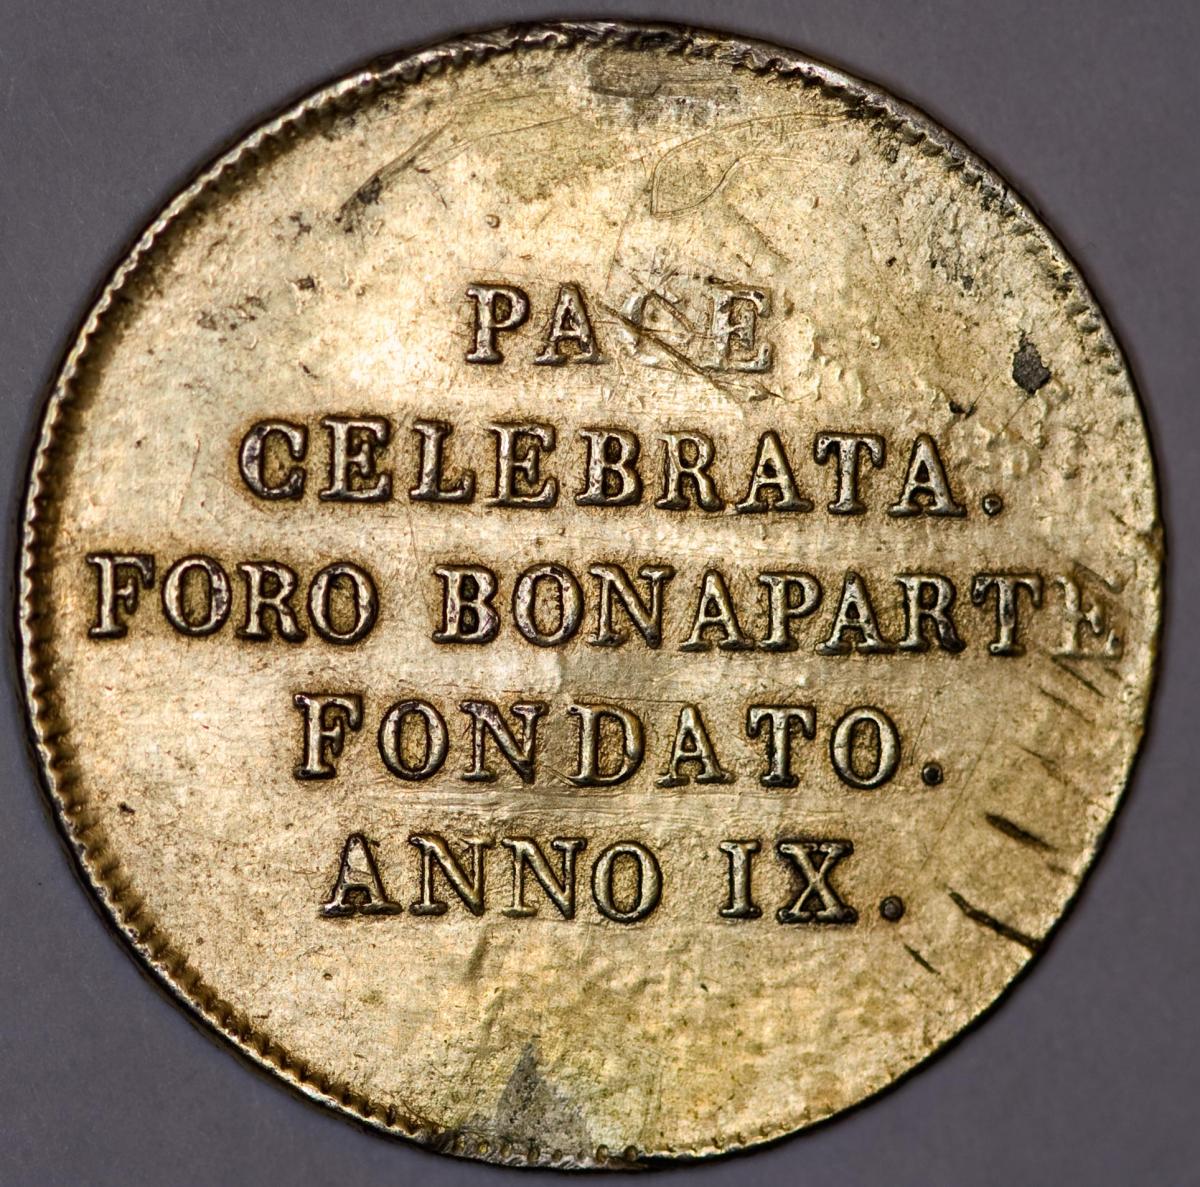 PACE
CELEBRATA.
FORO BONAPARTE
FONDATO.
ANNO IX.